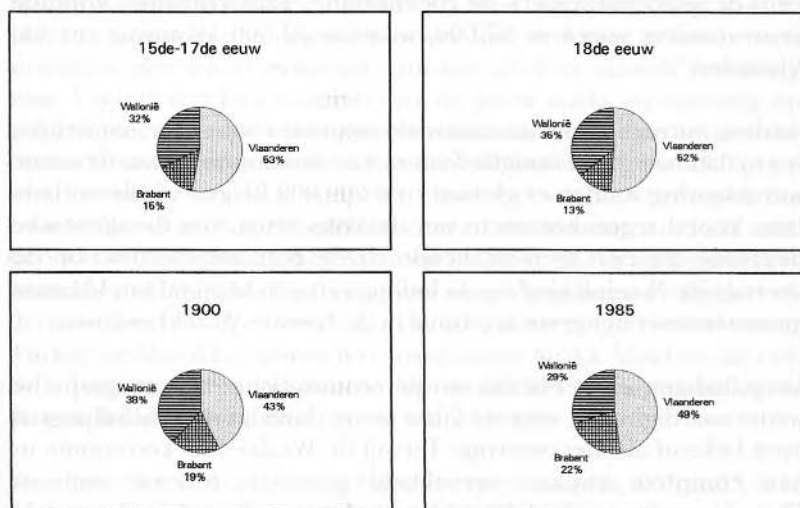 15de-17de eeuw
Wallonië
32%
Vlaanderen
53%
Brabant
15%
18de eeuw
Wallonië
35%
Vlaanderen
52%
Brabant
13%
1900
Wallonië
38%
Vlaanderen
43%
Brabant
19%
1985
Wallonië
29%
Vlaanderen
49%
Brabant
22%